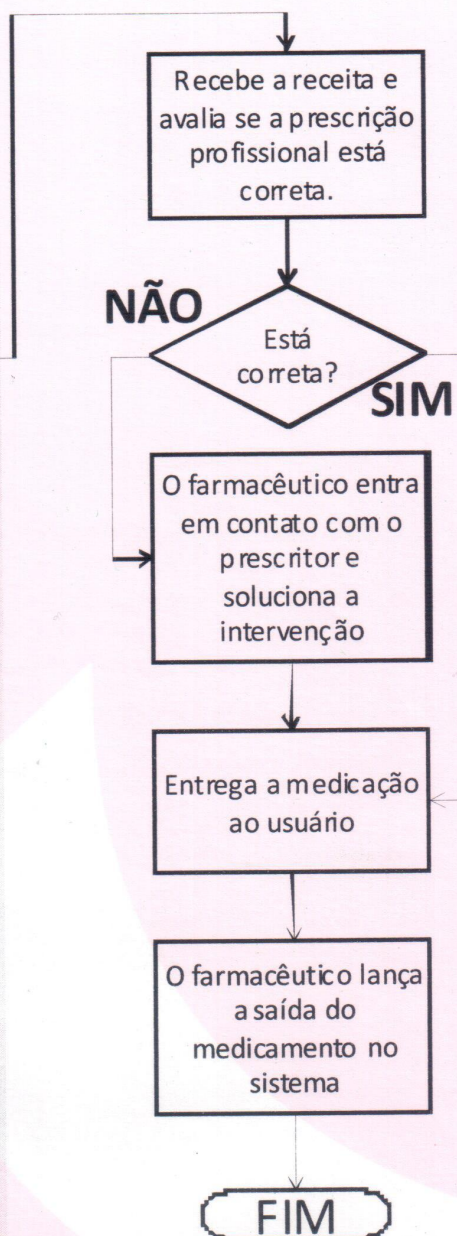 Recebe a receita e
avalia se a prescrição
profissional está
correta.
NÃO
Está
correta?
SIM
O farmacêutico entra
em contato com o
prescritor e
soluciona a
intervenção
Entrega a medicação
ao usuário
O farmacêutico lança
a saída do
medicamento no
sistema
FIM